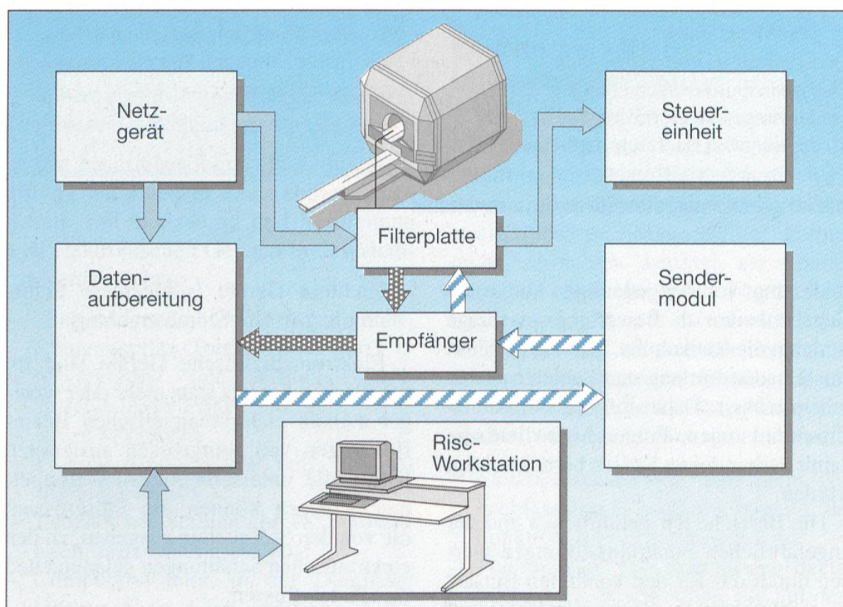 Netz-
gerät
Steuer-
einheit
Filterplatte
Daten-
aufbereitung
Sender-
modul
Empfänger
Risc-
Workstation